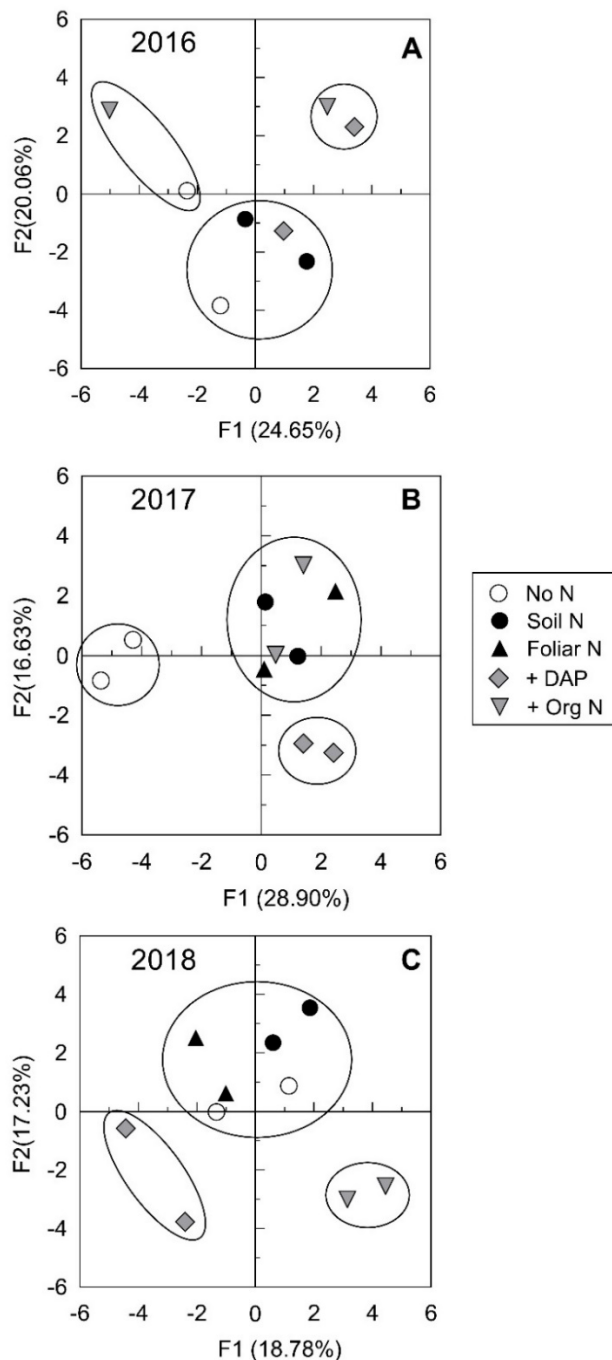 2016
A
6
4
2
0
-2
-4
-6
F2(20.06%)
-6 -4 -2 0 2 4 6
F1 (24.65%)
2017
B
6
4
2
0
-2
-4
-6
F2(16.63%)
-6 -4 -2 0 2 4 6
F1 (28.90%)
No N
Soil N
Foliar N
+ DAP
+ Org N
2018
C
6
4
2
0
-2
-4
-6
F2(17.23%)
-6 -4 -2 0 2 4 6
F1 (18.78%)